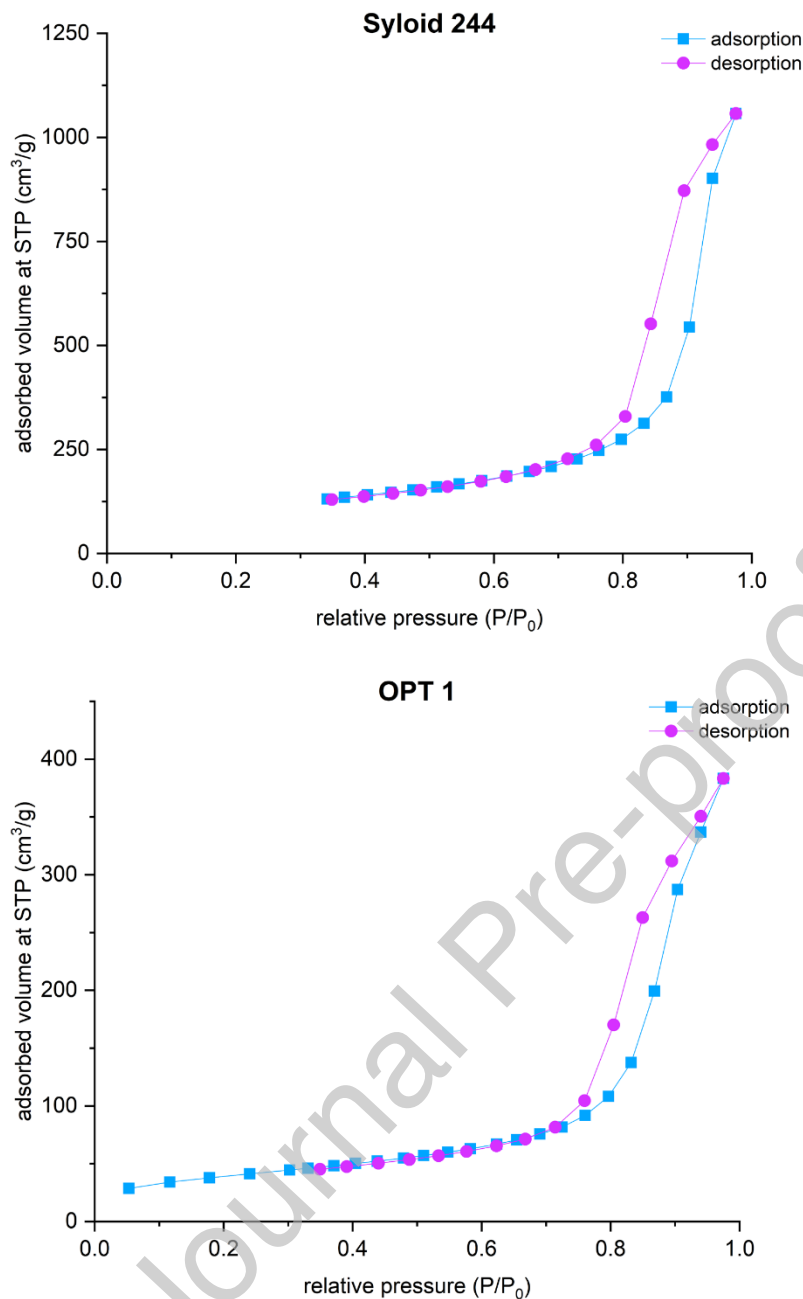 Syloid 244
adsorption
desorption
1250
1000
750
500
250
0
adsorbed volume at STP (cm³/g)
0.0 0.2 0.4 0.6 0.8 1.0
relative pressure (P/P₀)
OPT 1
adsorption
desorption
400
300
200
100
0
adsorbed volume at STP (cm³/g)
0.0 0.2 0.4 0.6 0.8 1.0
relative pressure (P/P₀)
Journal Pre-proo